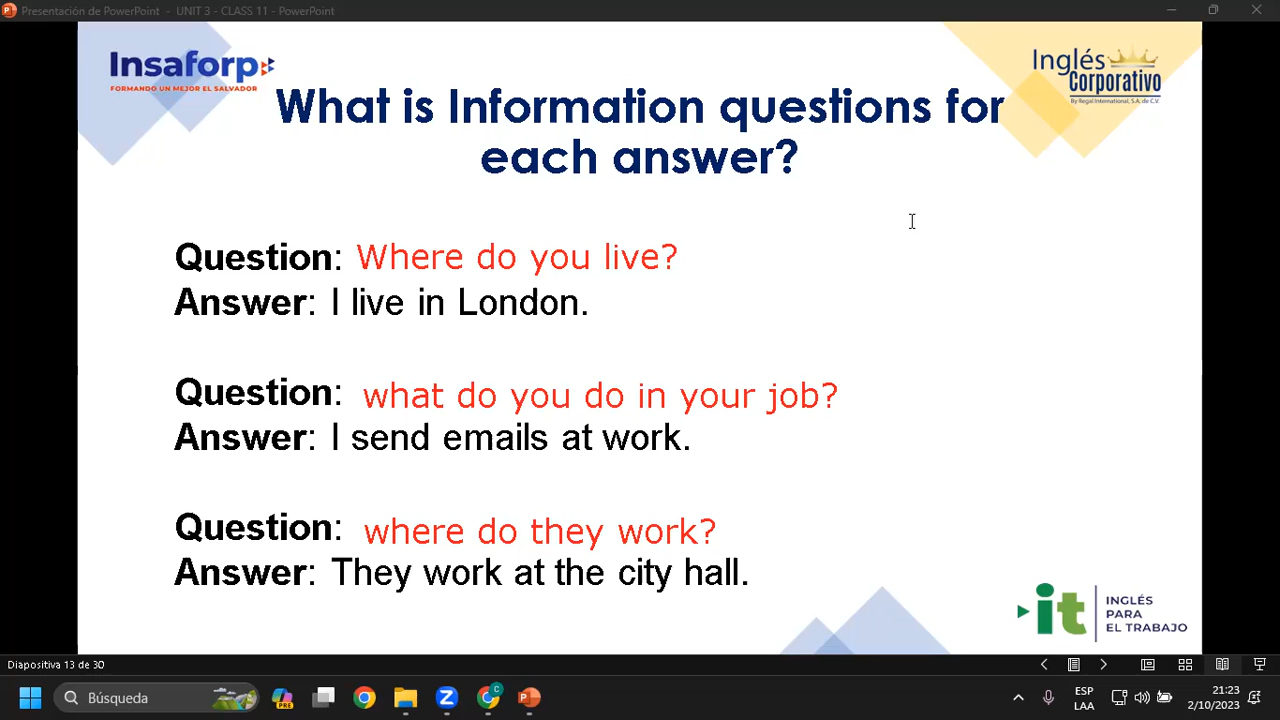 Presentación de PowerPoint - UNIT 3 - CLASS 11 - PowerPoint
Insaforp
FORMANDO UN MEJOR EL SALVADOR
Inglés
Corporativo
By Regal International, S.A. de C.V.
What is Information questions for
each answer?
Question: Where do you live?
Answer: I live in London.
Question: what do you do in your job?
Answer: I send emails at work.
Question: where do they work?
Answer: They work at the city hall.
it
INGLÉS
PARA
EL TRABAJO
Diapositiva 13 de 30
Búsqueda
PRE
C
ESP
LAA
21:23
2/10/2023